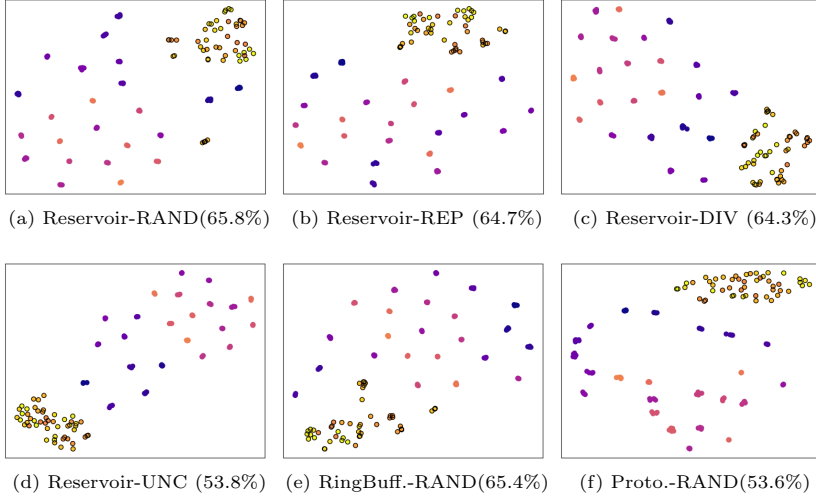 (a) Reservoir-RAND(65.8%)
(b) Reservoir-REP (64.7%)
(c) Reservoir-DIV (64.3%)
(d) Reservoir-UNC (53.8%)
(e) RingBuff.-RAND(65.4%)
(f) Proto.-RAND(53.6%)